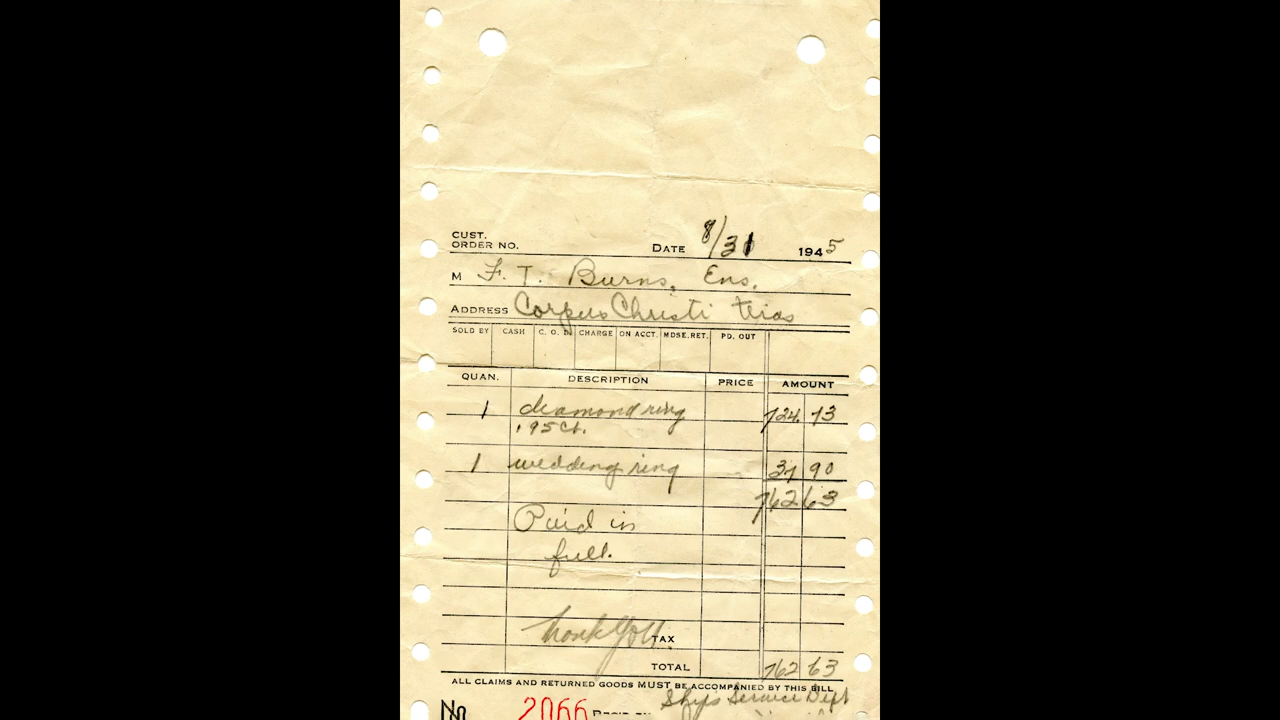 CUST.
ORDER NO. DATE 8/31 1945
M F. T. Burns, Ens.
ADDRESS Corpus Christi Texas
SOLD BY CASH C. O. D. CHARGE ON ACCT. MDSE. RET. PD. OUT
QUAN. DESCRIPTION PRICE AMOUNT
1 diamond ring 724. 73
.95 Ct.
1 wedding ring 37 90
762 63
Paid in
full.
Thank You. TAX
TOTAL 762 63
ALL CLAIMS AND RETURNED GOODS MUST BE ACCOMPANIED BY THIS BILL
Ships Service Dept
No 2066